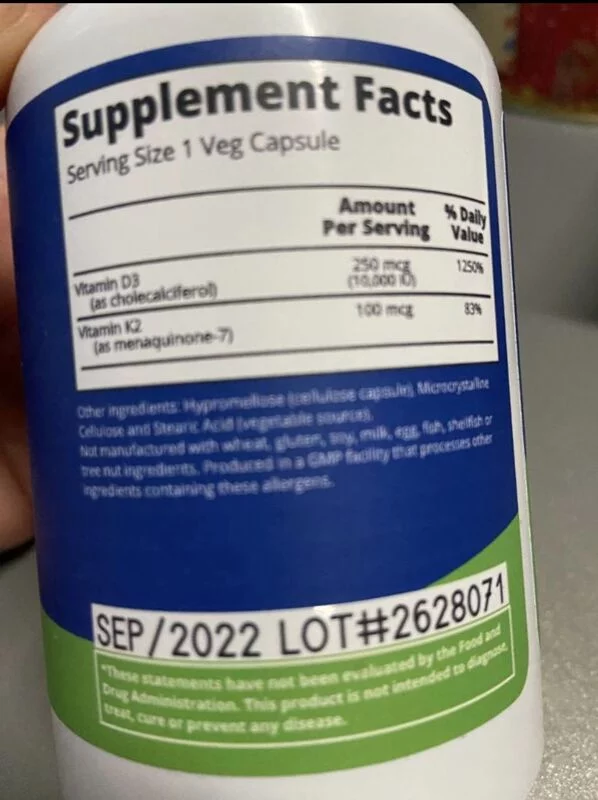 Supplement Facts
Serving Size 1 Veg Capsule
Amount Per Serving
% Daily Value
Vitamin D3 (as cholecalciferol)
250 mcg (10,000 IU)
1250%
Vitamin K2 (as menaquinone-7)
100 mcg
83%
Other ingredients: Hypromellose (cellulose capsule), Microcrystalline
Cellulose and Stearic Acid (vegetable source).
Not manufactured with wheat, gluten, soy, milk, egg, fish, shellfish or
tree nut ingredients. Produced in a GMP facility that processes other
ingredients containing these allergens.
SEP/2022 LOT#2628071
*These statements have not been evaluated by the Food and
Drug Administration. This product is not intended to diagnose,
treat, cure or prevent any disease.